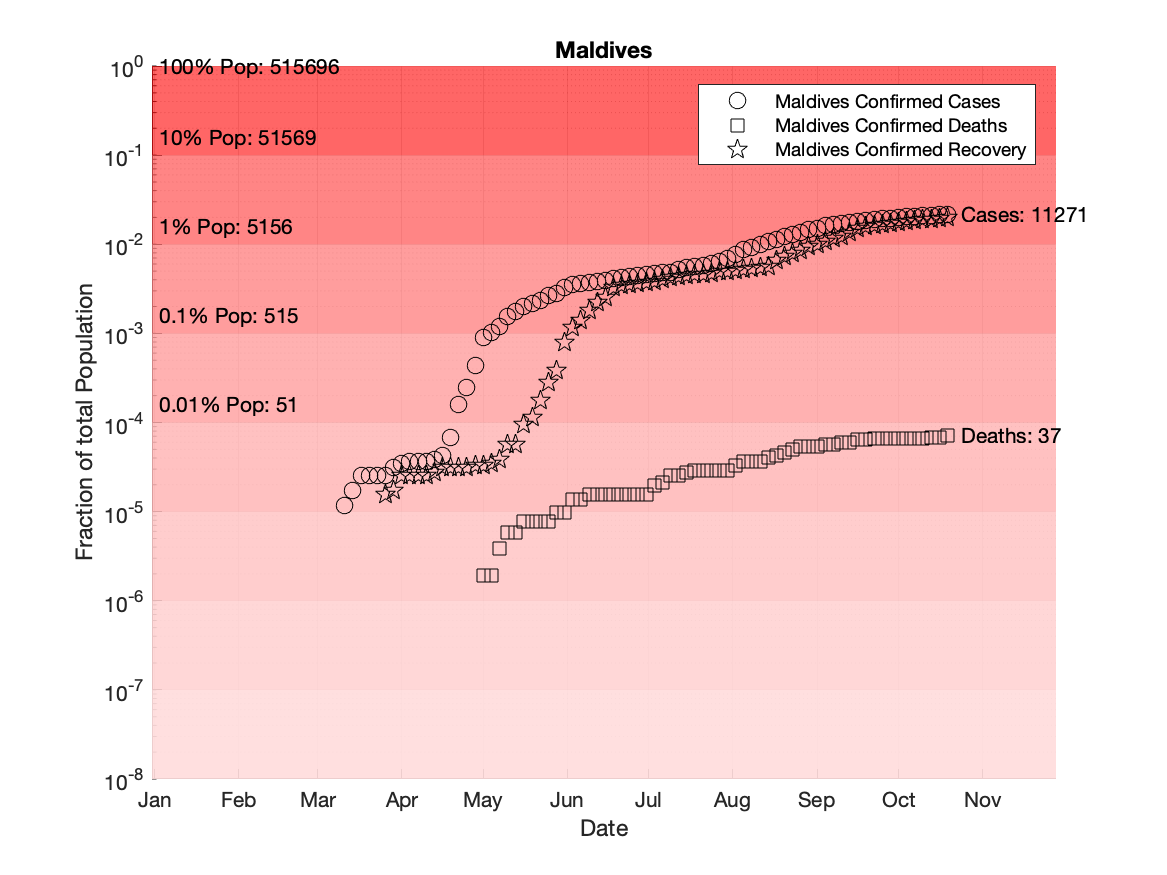 Maldives
10^0
10^-1
10^-2
10^-3
10^-4
10^-5
10^-6
10^-7
10^-8
Fraction of total Population
100% Pop: 515696
10% Pop: 51569
1% Pop: 5156
0.1% Pop: 515
0.01% Pop: 51
Maldives Confirmed Cases
Maldives Confirmed Deaths
Maldives Confirmed Recovery
Cases: 11271
Deaths: 37
Jan Feb Mar Apr May Jun Jul Aug Sep Oct Nov
Date